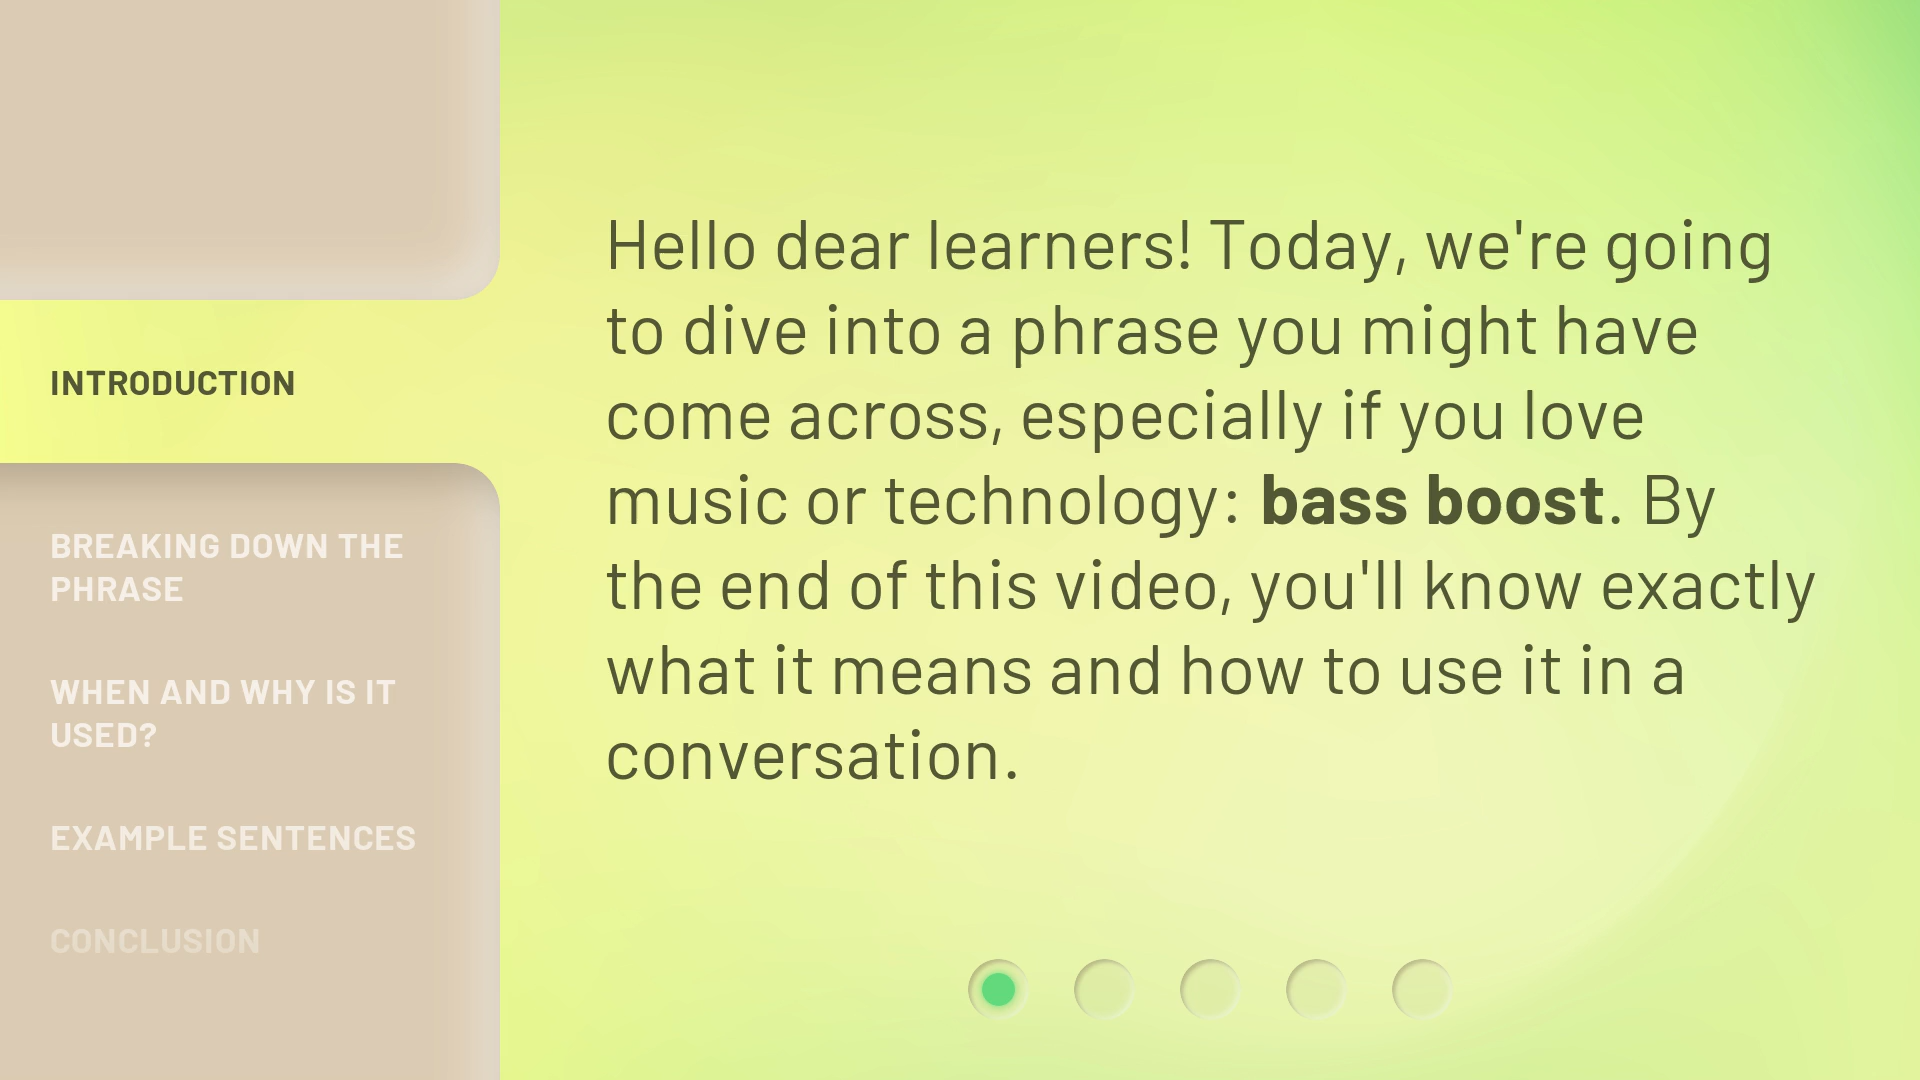 INTRODUCTION
BREAKING DOWN THE
PHRASE
WHEN AND WHY IS IT
USED?
EXAMPLE SENTENCES
CONCLUSION
Hello dear learners! Today, we're going
to dive into a phrase you might have
come across, especially if you love
music or technology: bass boost. By
the end of this video, you'll know exactly
what it means and how to use it in a
conversation.